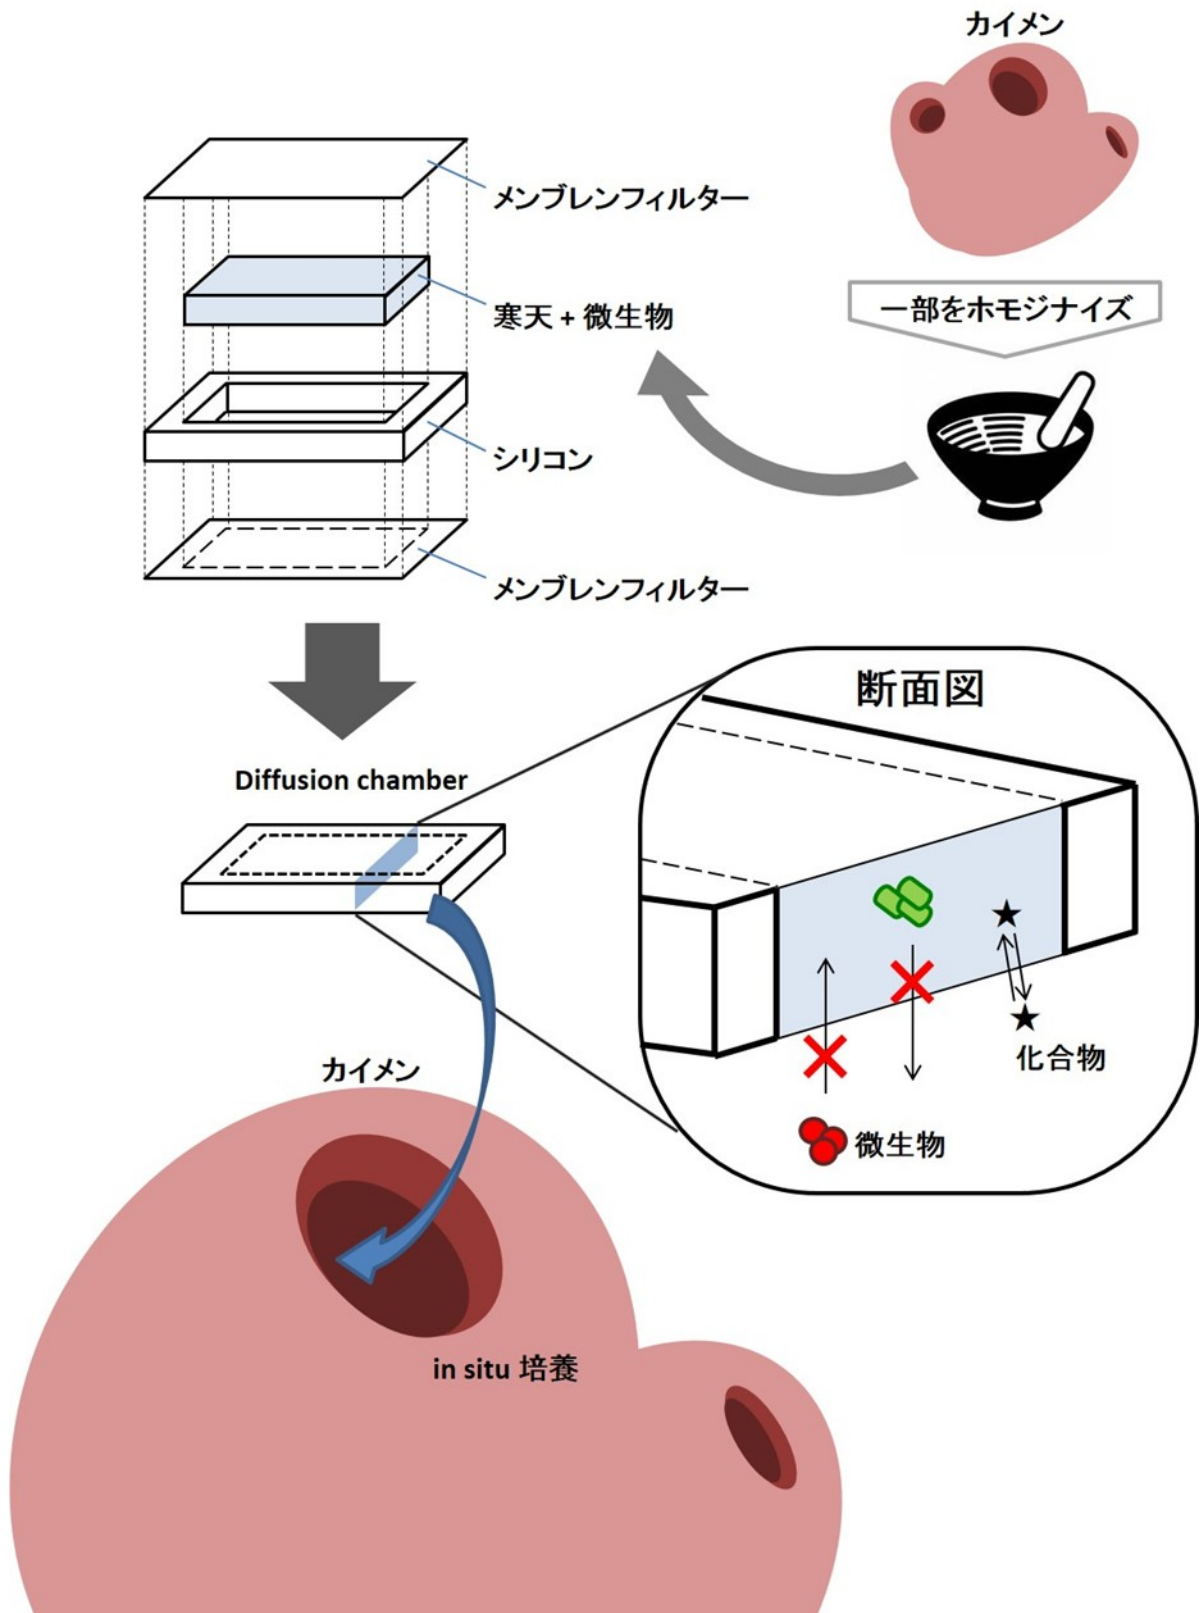 カイメン
メンブレンフィルター
寒天 + 微生物
一部をホモジナイズ
シリコン
メンブレンフィルター
断面図
Diffusion chamber
化合物
カイメン
微生物
in situ 培養